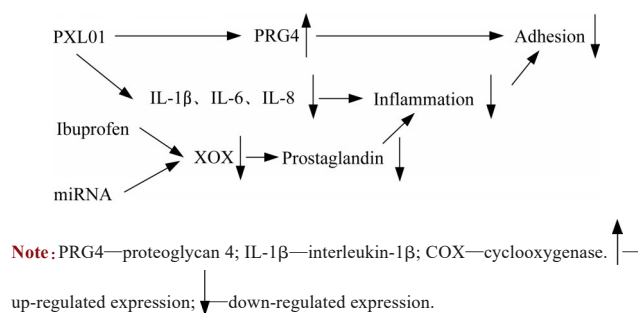 PXL01 PRG4 Adhesion
IL-1β、IL-6、IL-8 Inflammation
Ibuprofen
XOX Prostaglandin
miRNA
Note: PRG4—proteoglycan 4; IL-1β—interleukin-1β; COX—cyclooxygenase. ↑—
up-regulated expression; ↓—down-regulated expression.